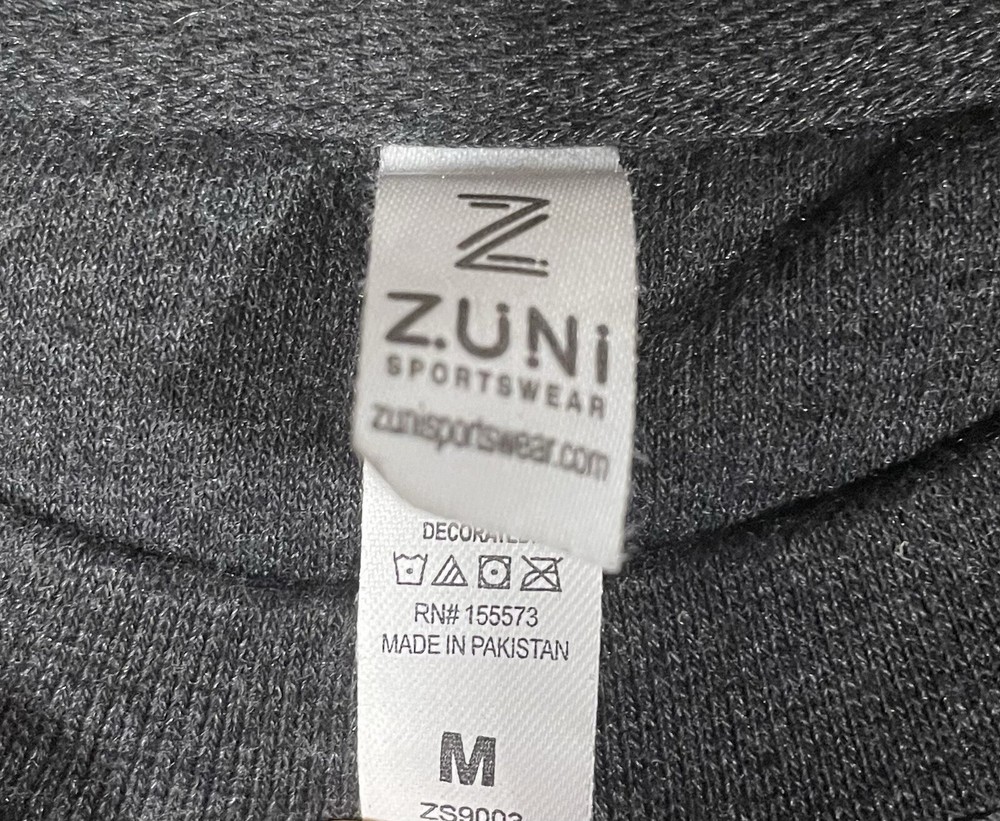 Z
Z.UNi
SPORTSWEAR
zunisportswear.com
RN# 155573
MADE IN PAKISTAN
M